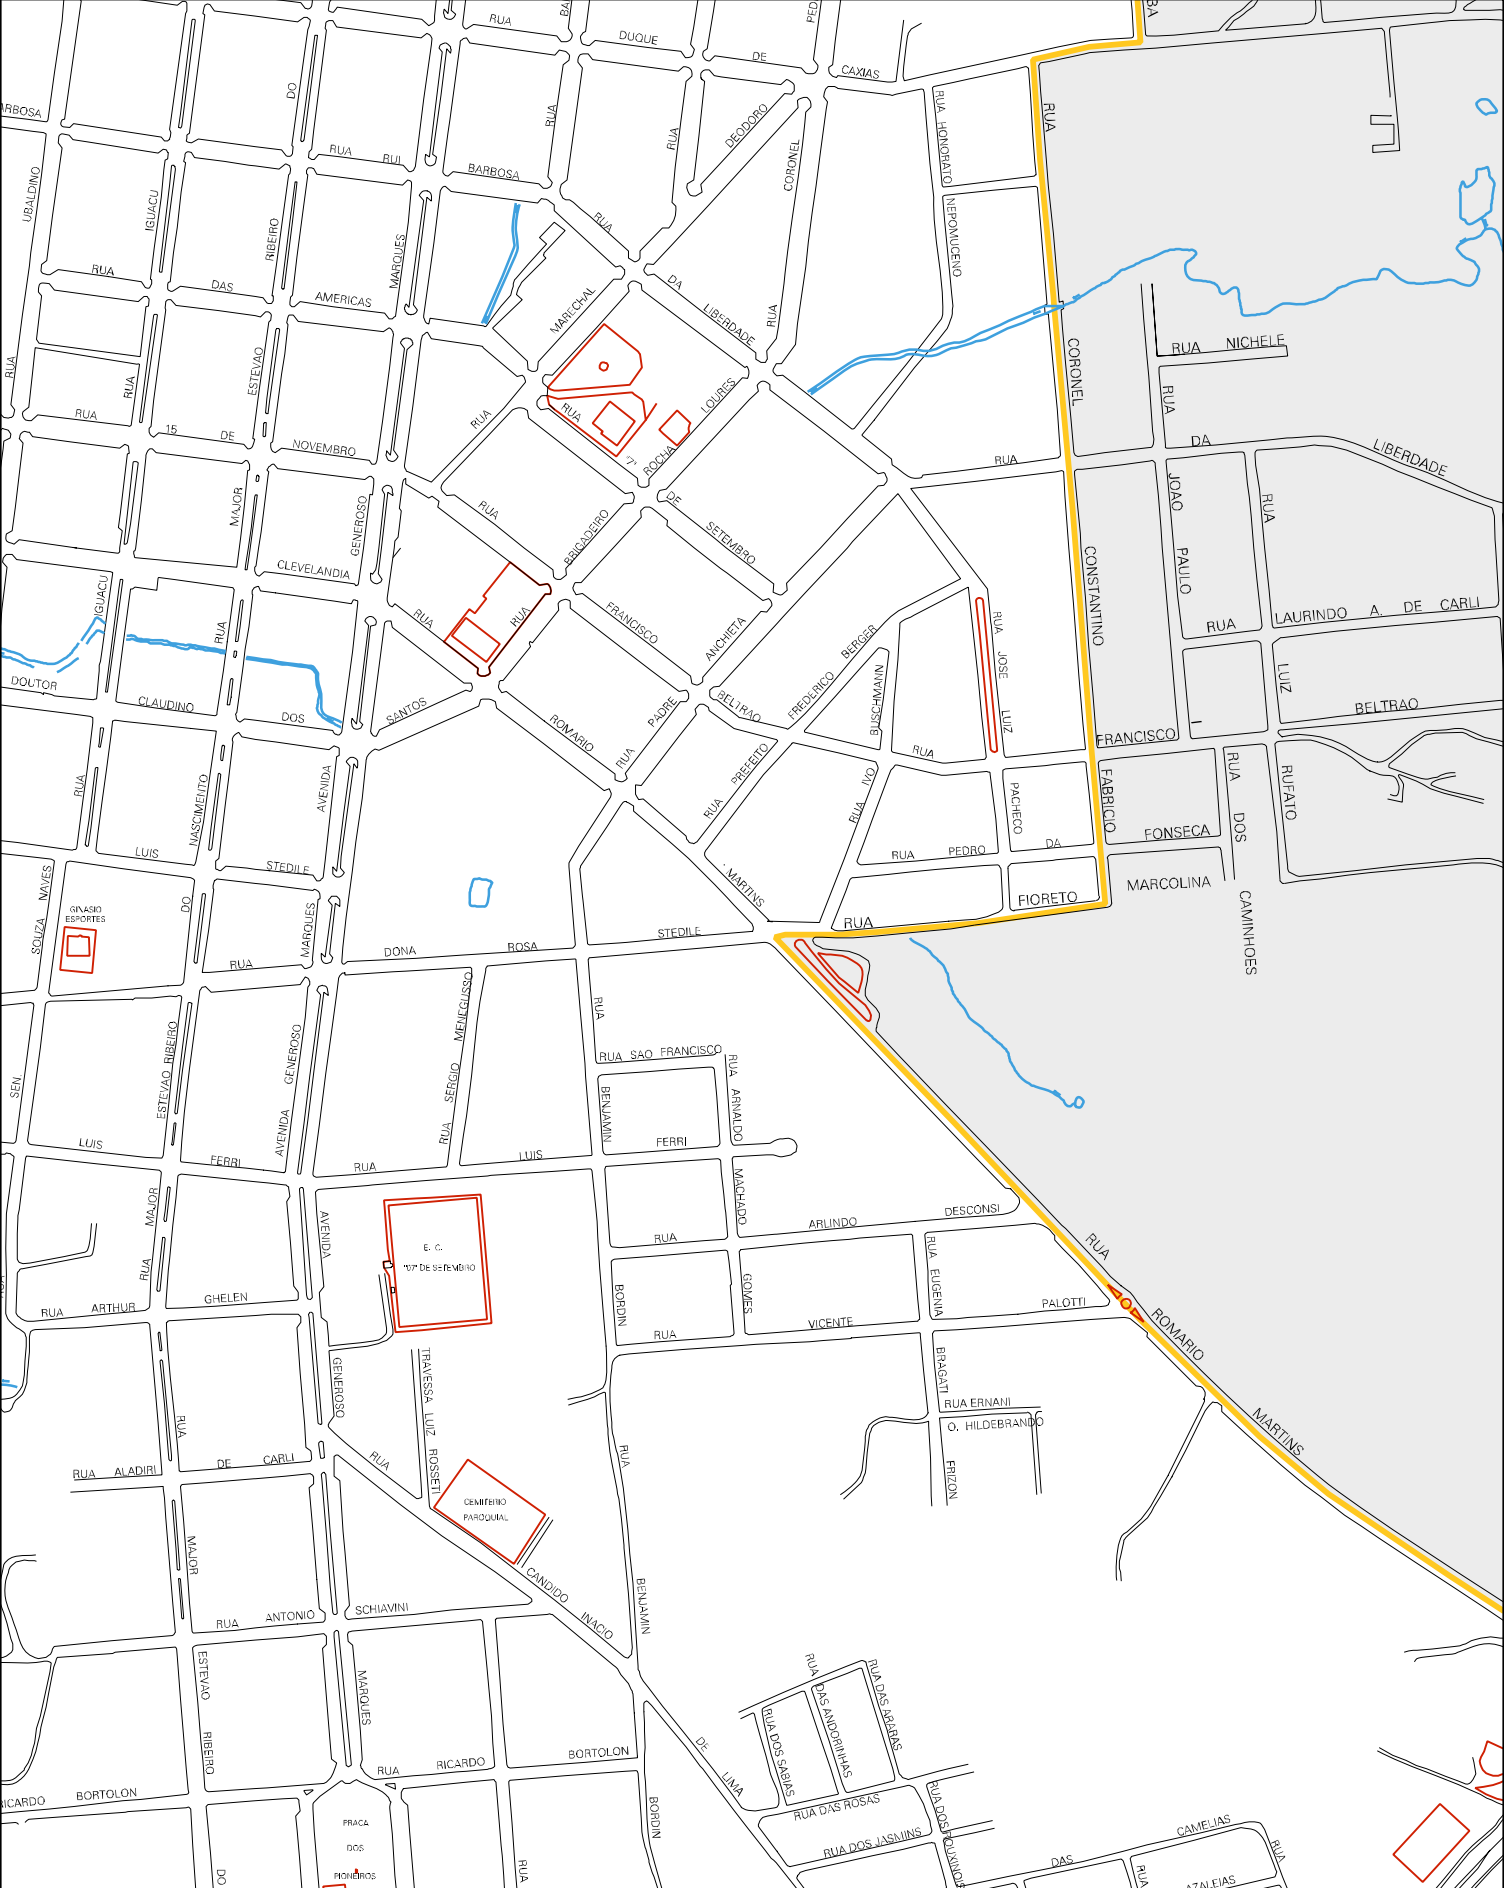 RUA
DUQUE
DE
CAXIAS
RUA
RUI
BARBOSA
RUA
DA
LIBERDADE
UBALDINO
IGUACU
RIBEIRO
DO
MARQUES
RUA
RUA
DEODORO
CORONEL
RUA HONORATO
NEPOMUCENO
RUA
RUA
DAS
AMERICAS
MARECHAL
RUA
RUA
RUA
ESTEVAO
RUA
15
DE
NOVEMBRO
RUA
RUA
"7"
DE
SETEMBRO
ROCHA
LOURES
CORONEL
RUA NICHELE
RUA
DA
LIBERDADE
RUA
JOAO
PAULO
RUA
MAJOR
GENEROSO
CLEVELANDIA
RUA
BRIGADEIRO
FRANCISCO
ANCHIETA
CONSTANTINO
RUA
LAURINDO A. DE CARLI
IGUACU
RUA
RUA
RUA
FREDERICO
BERGER
BUSCHMANN
RUA
JOSE
LUIZ
LUIZ
DOUTOR
CLAUDINO
DOS
SANTOS
ROMARIO
PADRE
RUA
BELTRAO
RUA
FRANCISCO
BELTRAO
RUA
NASCIMENTO
AVENIDA
RUA
PREFEITO
RUA
IVO
PACHECO
FABRICIO
RUA
DOS
CAMINHOES
RUFATO
LUIS
STEDILE
RUA
PEDRO
DA
FONSECA
MARTINS
RUA
FIORETO
MARCOLINA
SOUZA NAVES
GINASIO
ESPORTES
DO
MARQUES
RUA
DONA
ROSA
STEDILE
SEN.
ESTEVAO RIBEIRO
AVENIDA
GENEROSO
RUA
SERGIO
MENEGUSSO
RUA
RUA SAO FRANCISCO
BENJAMIN
RUA
ARNALDO
LUIS
FERRI
RUA
LUIS
FERRI
MACHADO
RUA
MAJOR
AVENIDA
E. C.
"07" DE SETEMBRO
RUA
ARLINDO
DESCONSI
RUA
EUGENIA
GOMES
BORDIN
RUA
ARTHUR
GHELEN
RUA
VICENTE
PALOTTI
RUA
ROMARIO
MARTINS
GENEROSO
TRAVESSA LUIZ ROSSETI
BRAGATI
RUA ERNANI
O. HILDEBRANDO
FRIZON
RUA
RUA
ALADIRI
DE
CARLI
RUA
CEMITERIO
PAROQUIAL
CANDIDO
INACIO
RUA
BENJAMIN
MAJOR
RUA
ANTONIO
SCHIAVINI
ESTEVAO
RIBEIRO
MARQUES
RUA
RICARDO
BORTOLON
BORTOLON
DE
LIMA
BORDIN
RUA
DAS ANDORINHAS
RUA DAS ARARAS
RUA DOS SABIAS
RUA DAS ROSAS
RUA DOS JASMINS
PRACA
DOS
PIONEIROS
DO
RUA
DAS
CAMELIAS
RUA
RUA